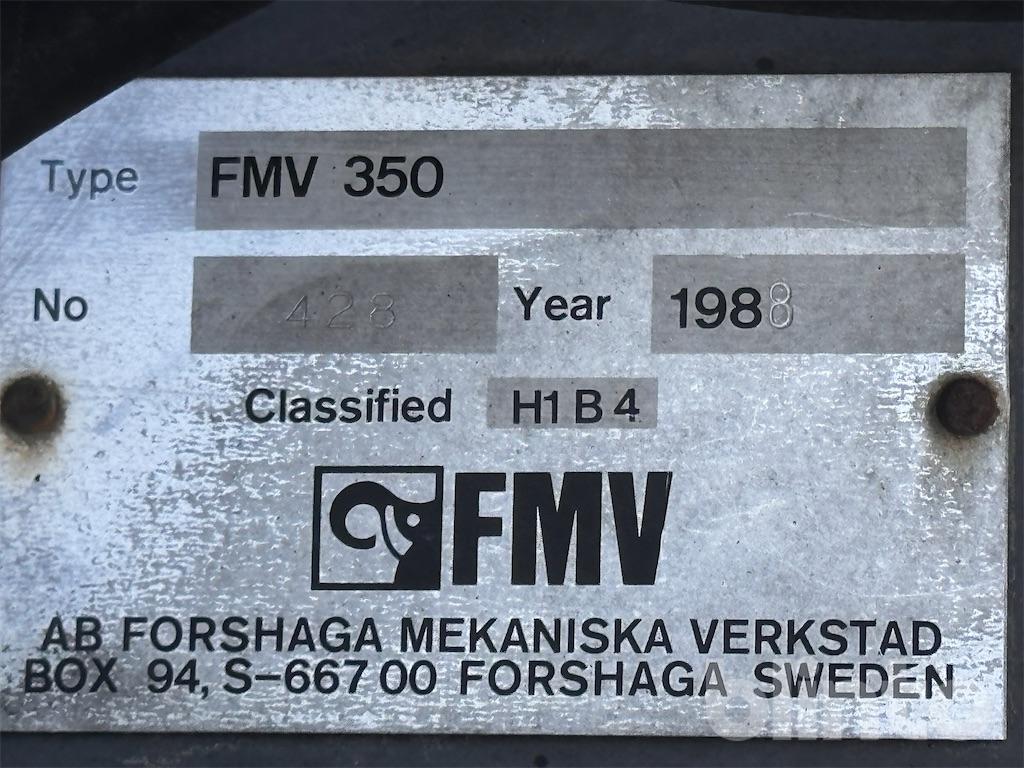 Type FMV 350
No 428 Year 1988
Classified H1 B 4
FMV
AB FORSHAGA MEKANISKA VERKSTAD
BOX 94, S-667 00 FORSHAGA SWEDEN